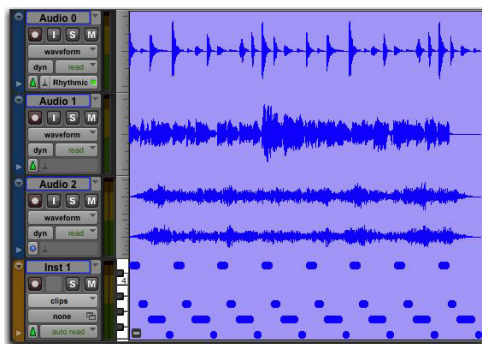 Audio 0
I S M
waveform
dyn read
Rhythmic
Audio 1
I S M
waveform
dyn read
Audio 2
I S M
waveform
dyn read
Inst 1
S M
clips
none
auto read
4